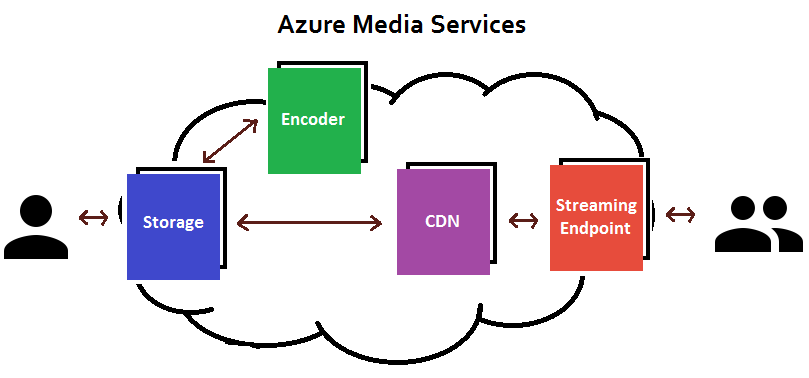 Azure Media Services
Encoder
Storage
CDN
Streaming
Endpoint